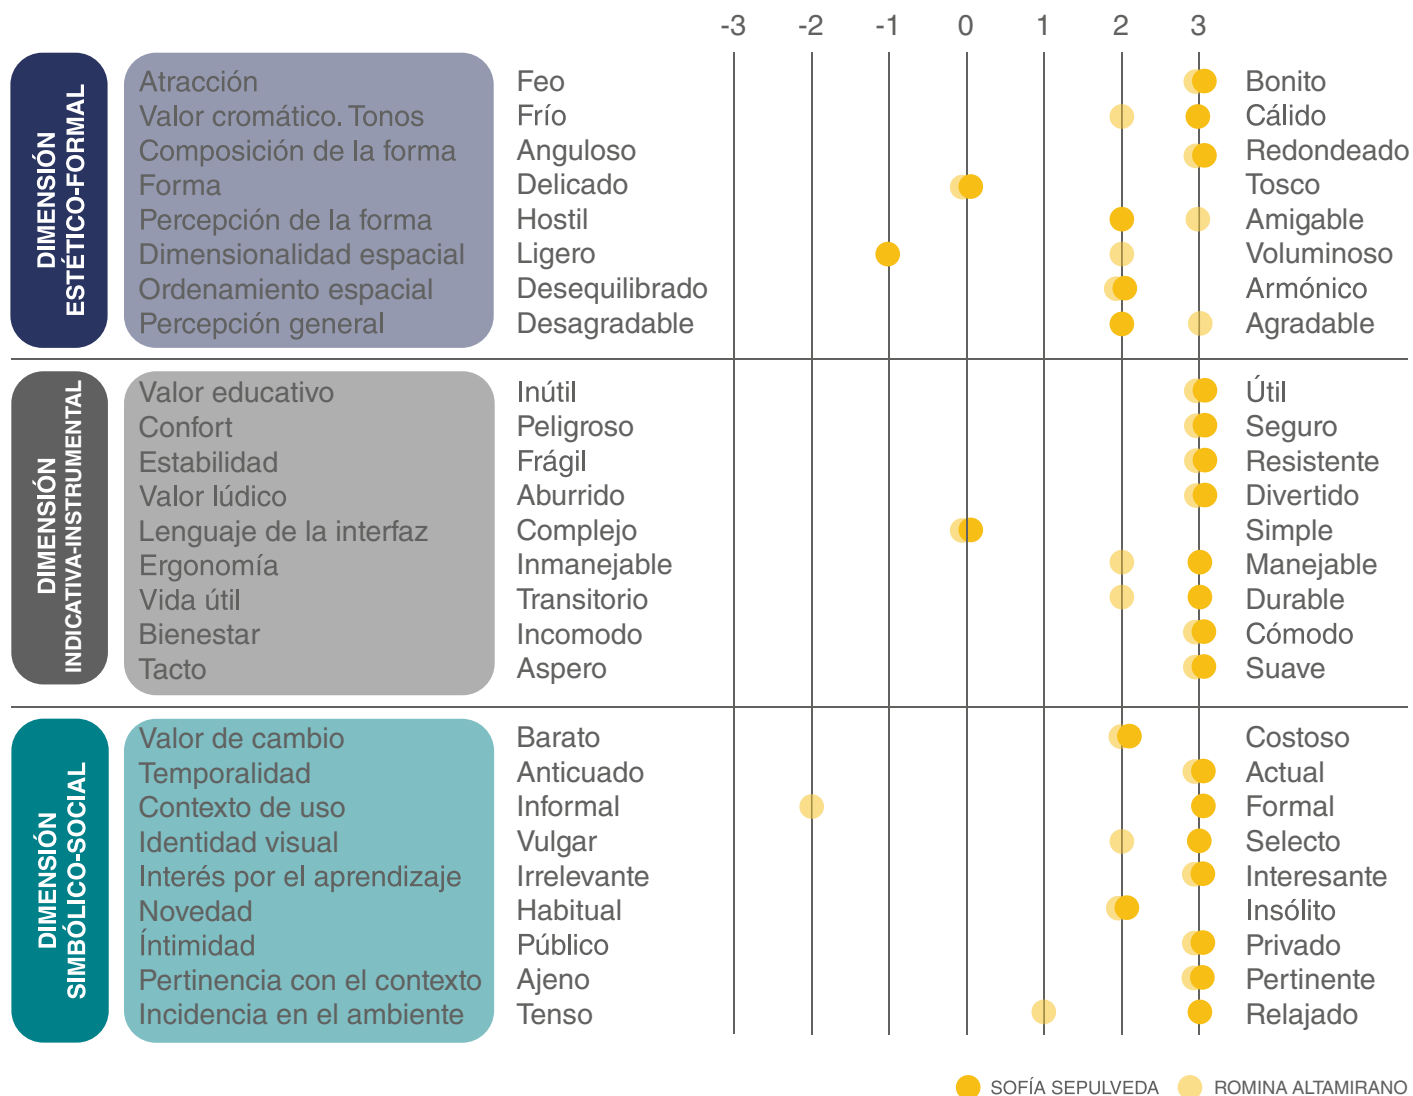 -3 -2 -1 0 1 2 3
DIMENSIÓN
ESTÉTICO-FORMAL
Atracción Feo Bonito
Valor cromático. Tonos Frío Cálido
Composición de la forma Anguloso Redondeado
Forma Delicado Tosco
Percepción de la forma Hostil Amigable
Dimensionalidad espacial Ligero Voluminoso
Ordenamiento espacial Desequilibrado Armónico
Percepción general Desagradable Agradable
DIMENSIÓN
INDICATIVA-INSTRUMENTAL
Valor educativo Inútil Útil
Confort Peligroso Seguro
Estabilidad Frágil Resistente
Valor lúdico Aburrido Divertido
Lenguaje de la interfaz Complejo Simple
Ergonomía Inmanejable Manejable
Vida útil Transitorio Durable
Bienestar Incomodo Cómodo
Tacto Aspero Suave
DIMENSIÓN
SIMBÓLICO-SOCIAL
Valor de cambio Barato Costoso
Temporalidad Anticuado Actual
Contexto de uso Informal Formal
Identidad visual Vulgar Selecto
Interés por el aprendizaje Irrelevante Interesante
Novedad Habitual Insólito
Íntimidad Público Privado
Pertinencia con el contexto Ajeno Pertinente
Incidencia en el ambiente Tenso Relajado
SOFÍA SEPULVEDA ROMINA ALTAMIRANO